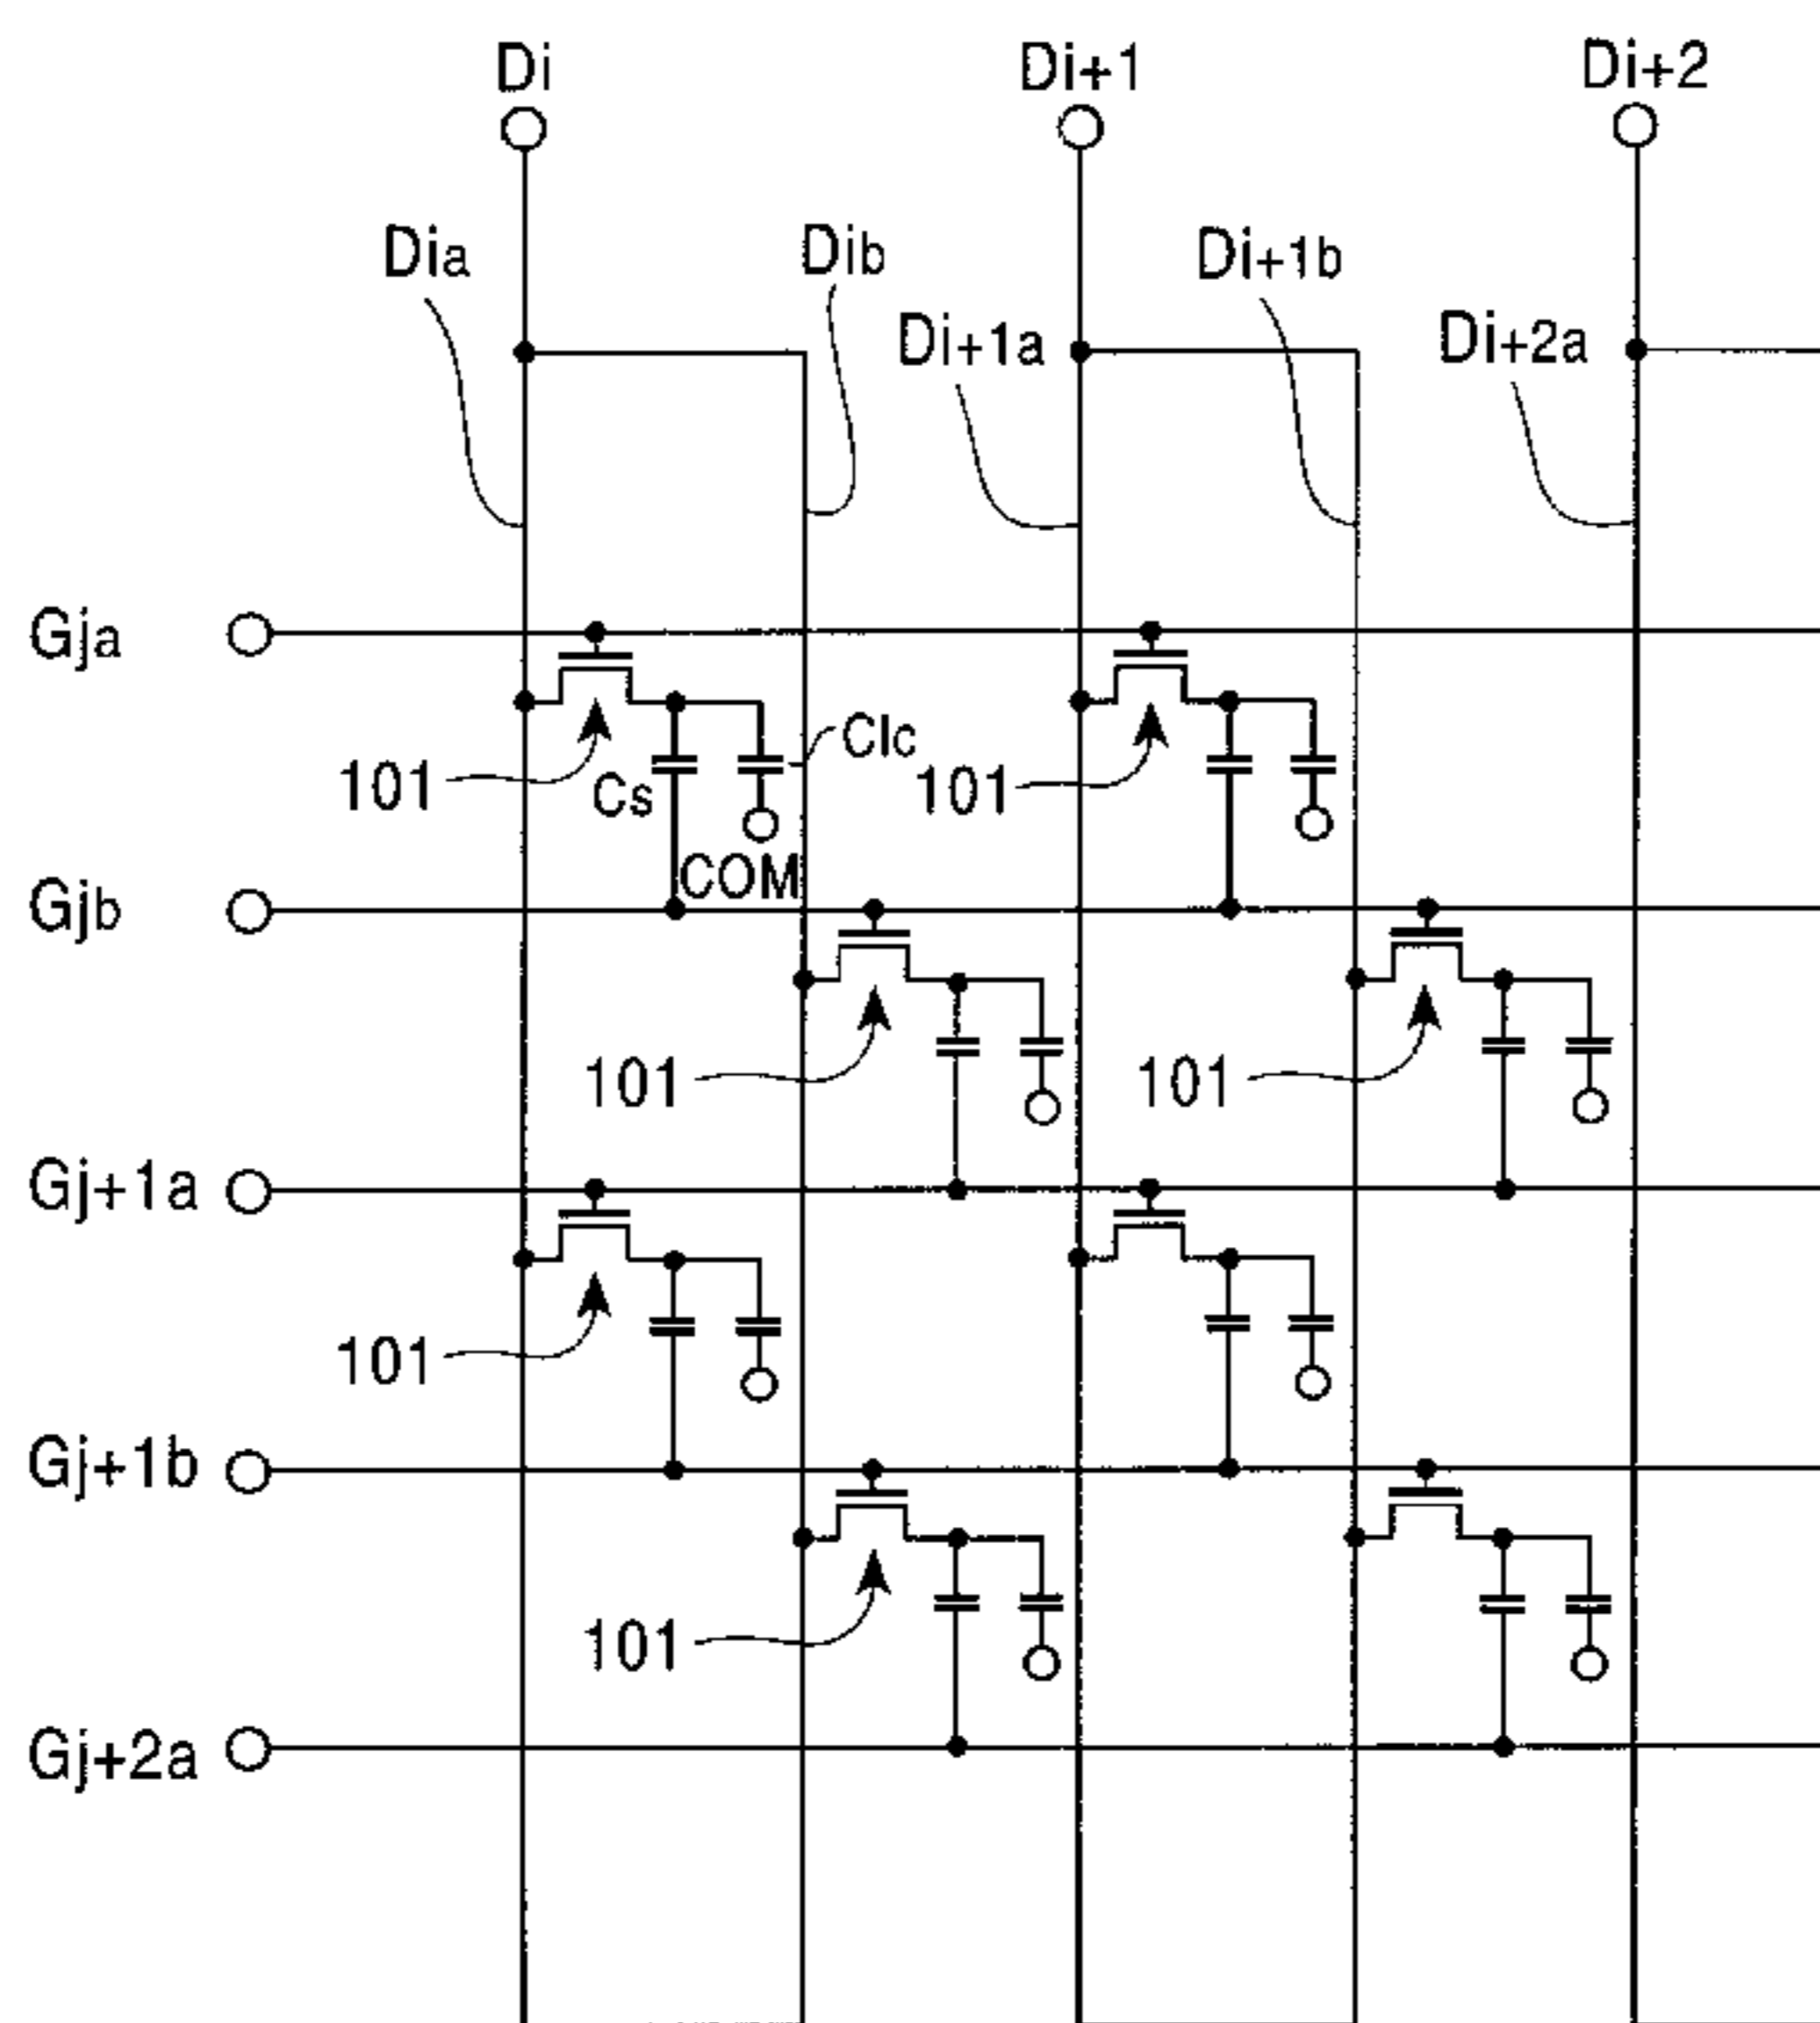 Di
Di+1
Di+2
Dia
Dib
Di+1b
Di+1a
Di+2a
Gja
101
Cs
Clc
101
COM
Gjb
101
101
Gj+1a
101
Gj+1b
101
Gj+2a